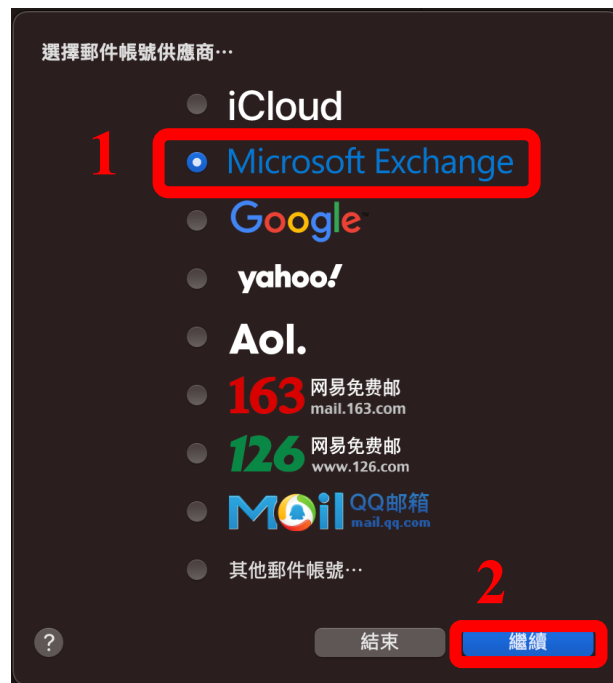 選擇郵件帳號供應商…
iCloud
1
Microsoft Exchange
Google
yahoo!
Aol.
163 网易免费邮
mail.163.com
126 网易免费邮
www.126.com
Mail QQ邮箱
mail.qq.com
其他郵件帳號…
2
?
結束
繼續